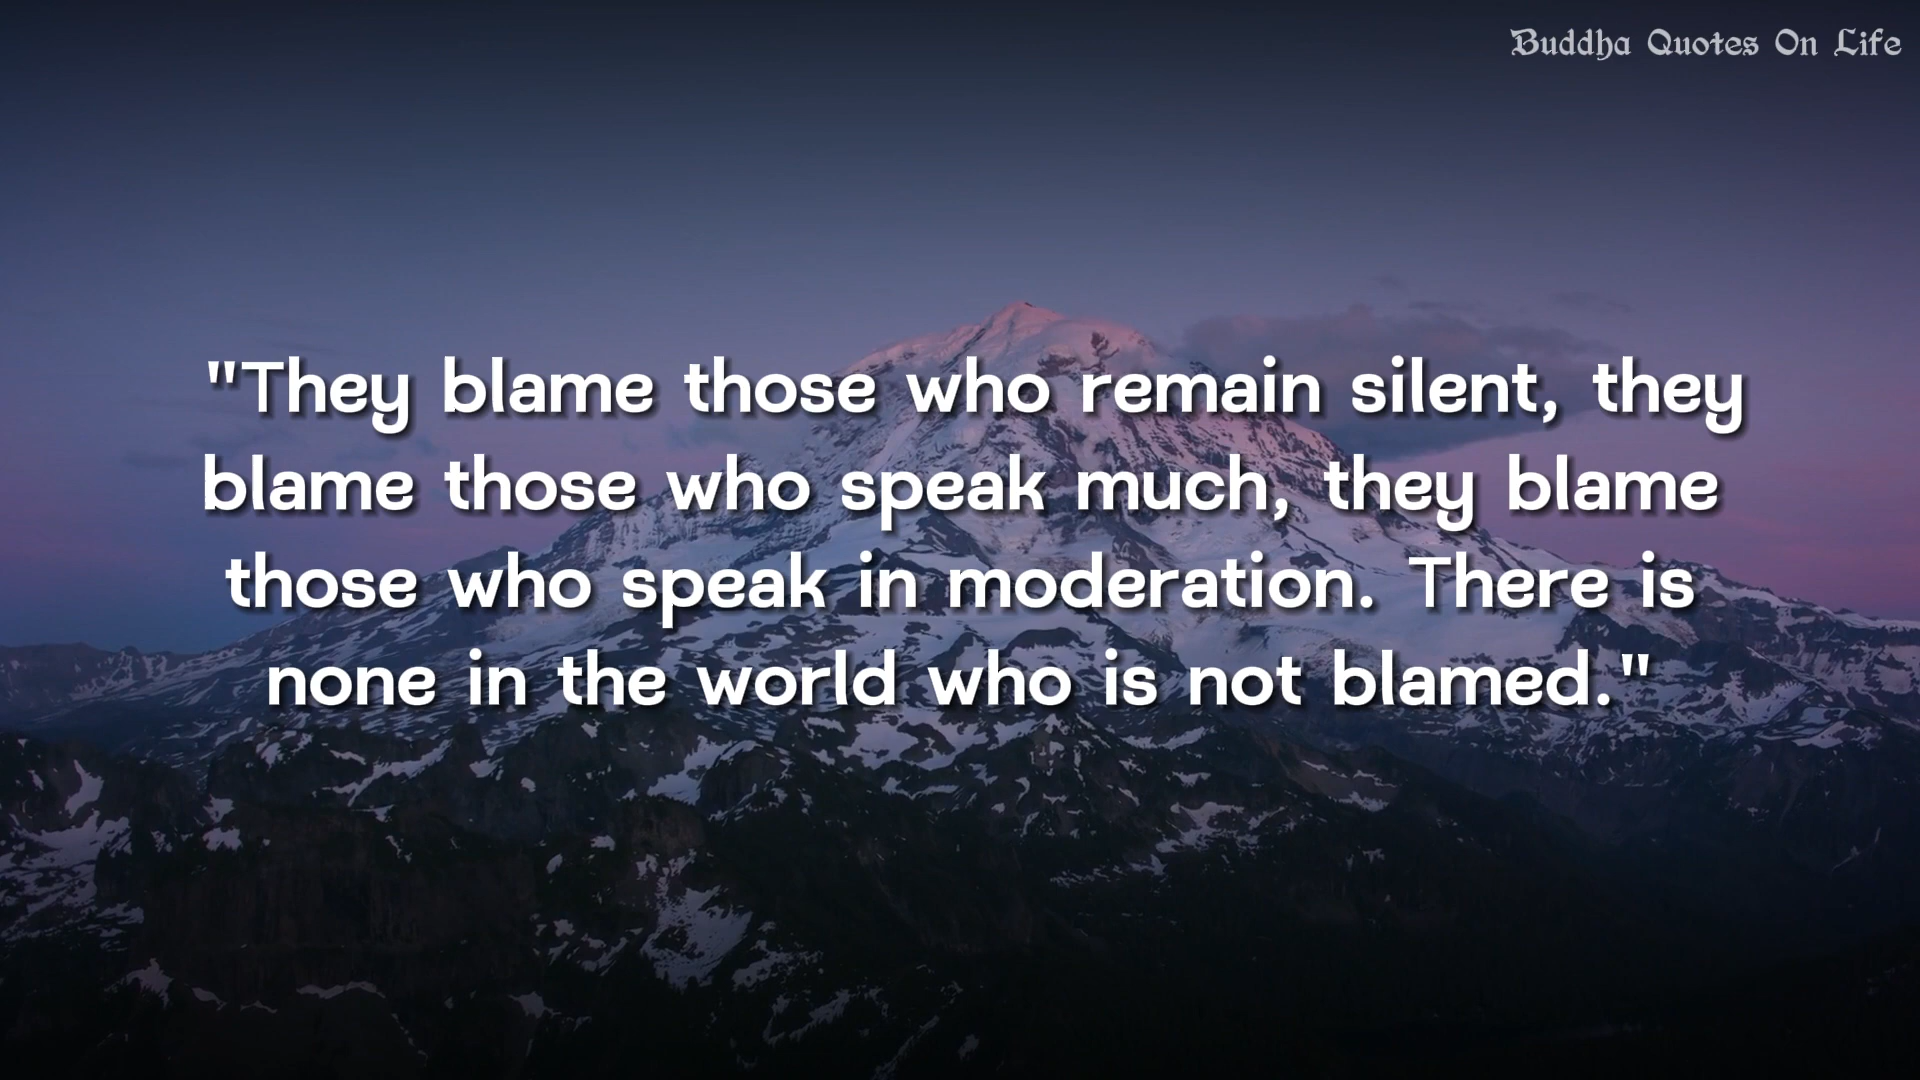 Buddha Quotes On Life
"They blame those who remain silent, they
blame those who speak much, they blame
those who speak in moderation. There is
none in the world who is not blamed."